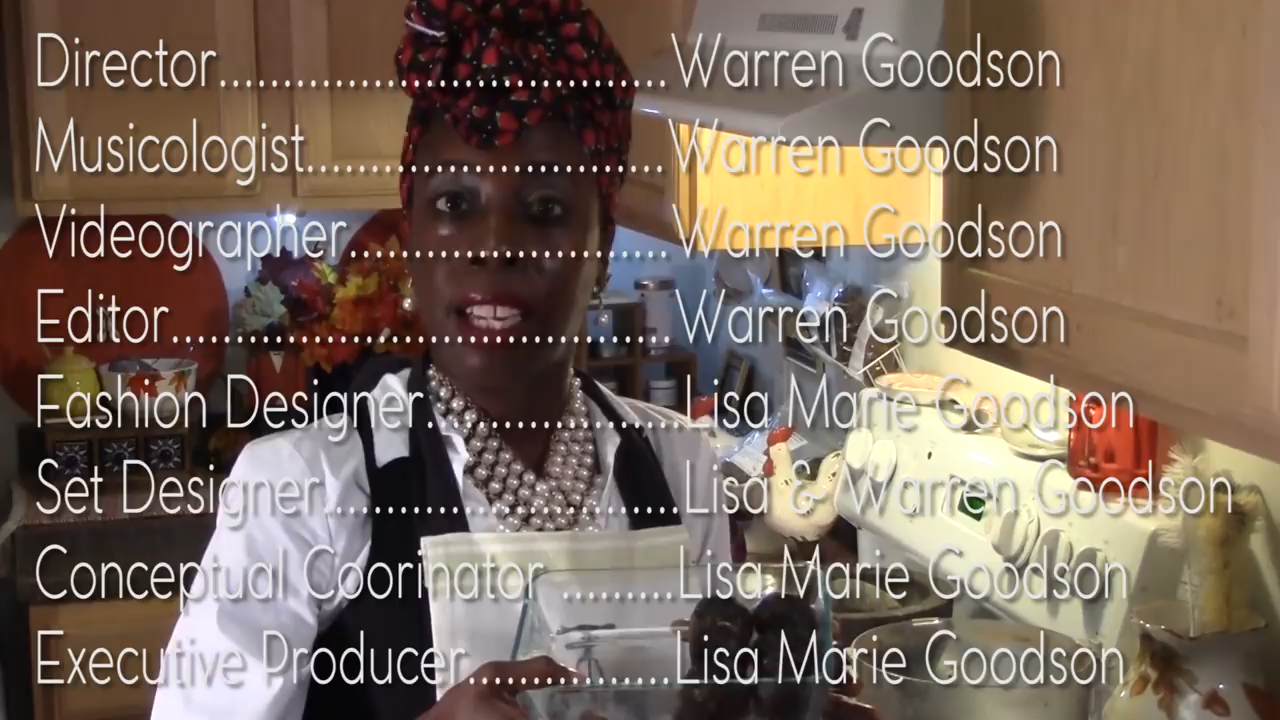 Director..................................Warren Goodson
Musicologist............................Warren Goodson
Videographer.........................Warren Goodson
Editor.......................................Warren Goodson
Fashion Designer....................Lisa Marie Goodson
Set Designer............................Lisa & Warren Goodson
Conceptual Coorinator .........Lisa Marie Goodson
Executive Producer................Lisa Marie Goodson